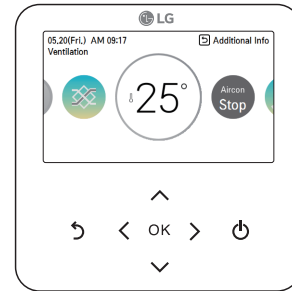 LG
05.20(Fri.) AM 09:17
Additional Info
Ventilation
25°
Aircon
Stop
OK